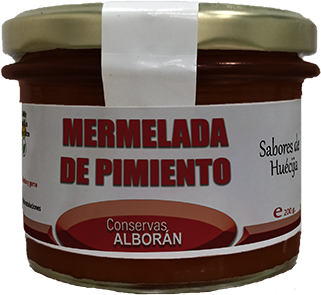 MERMELADA
DE PIMIENTO
Conservas
ALBORÁN
Sabores de
Huécija
e 200 g.